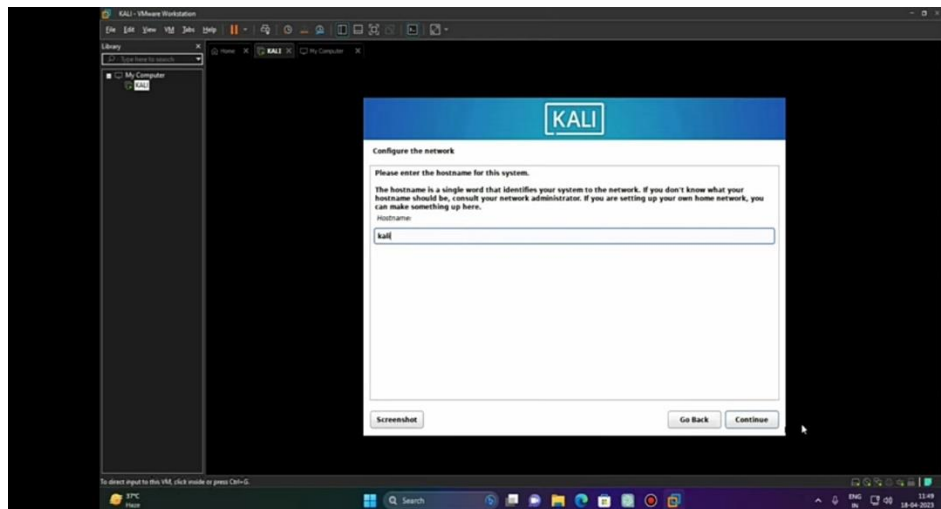 KALI - VMware Workstation
File Edit View VM Tabs Help
Library
Type here to search
My Computer
KALI
Home
KALI
My Computer
KALI
Configure the network
Please enter the hostname for this system.
The hostname is a single word that identifies your system to the network. If you don't know what your
hostname should be, consult your network administrator. If you are setting up your own home network, you
can make something up here.
Hostname:
kali
Screenshot
Go Back
Continue
To direct input to this VM, click inside or press Ctrl+G.
37°C
Haze
Search
ENG
IN
11:49
18-04-2023